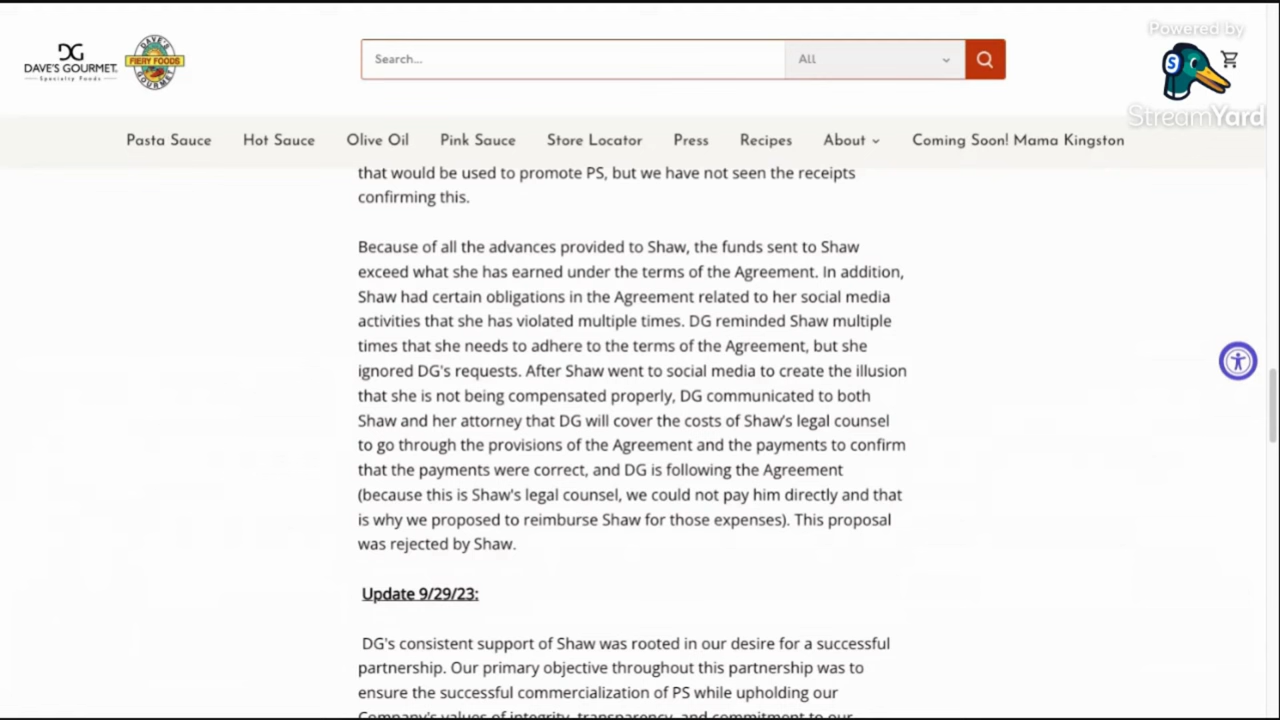 Powered by
DG
DAVE'S GOURMET
Specialty Foods
DAVE'S
FIERY FOODS
GOURMET
Search...
All
S
StreamYard
Pasta Sauce
Hot Sauce
Olive Oil
Pink Sauce
Store Locator
Press
Recipes
About
Coming Soon! Mama Kingston
that would be used to promote PS, but we have not seen the receipts
confirming this.
Because of all the advances provided to Shaw, the funds sent to Shaw
exceed what she has earned under the terms of the Agreement. In addition,
Shaw had certain obligations in the Agreement related to her social media
activities that she has violated multiple times. DG reminded Shaw multiple
times that she needs to adhere to the terms of the Agreement, but she
ignored DG's requests. After Shaw went to social media to create the illusion
that she is not being compensated properly, DG communicated to both
Shaw and her attorney that DG will cover the costs of Shaw's legal counsel
to go through the provisions of the Agreement and the payments to confirm
that the payments were correct, and DG is following the Agreement
(because this is Shaw's legal counsel, we could not pay him directly and that
is why we proposed to reimburse Shaw for those expenses). This proposal
was rejected by Shaw.
Update 9/29/23:
DG's consistent support of Shaw was rooted in our desire for a successful
partnership. Our primary objective throughout this partnership was to
ensure the successful commercialization of PS while upholding our
Company's values of integrity, transparency, and commitment to our